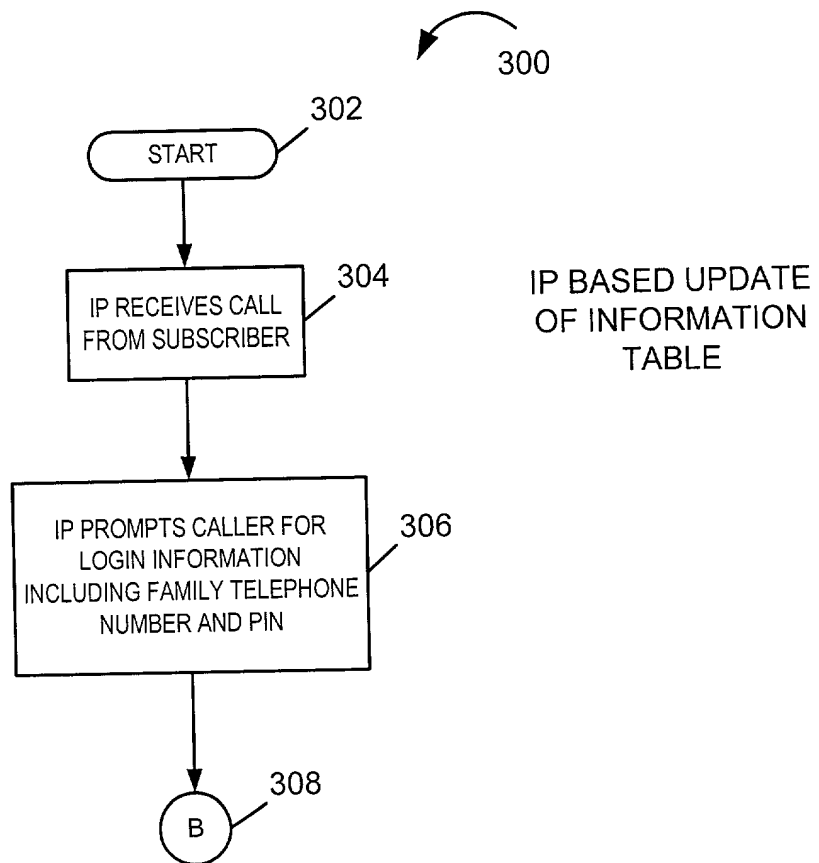 300
302
START
304
IP RECEIVES CALL
FROM SUBSCRIBER
IP BASED UPDATE
OF INFORMATION
TABLE
306
IP PROMPTS CALLER FOR
LOGIN INFORMATION
INCLUDING FAMILY TELEPHONE
NUMBER AND PIN
308
B